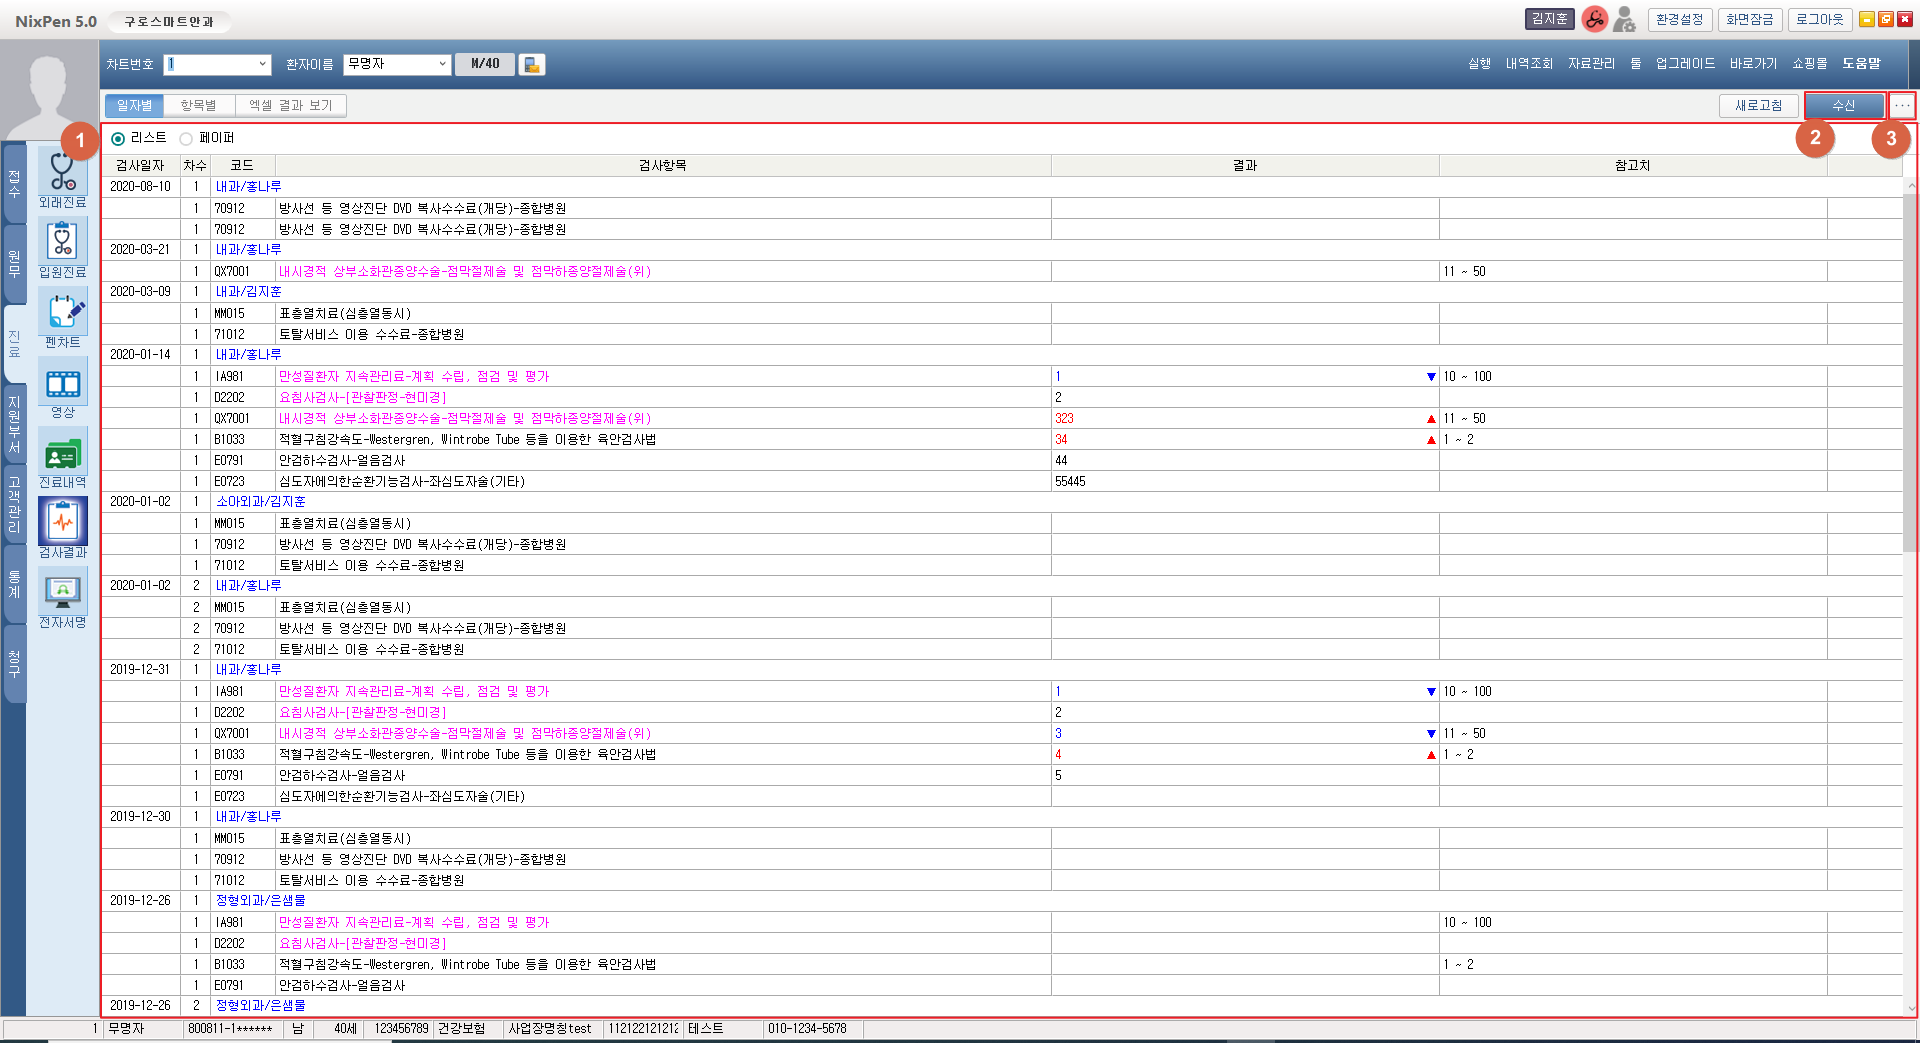 NixPen 5.0 구로스마트안과 김지훈 환경설정 화면잠금 로그아웃
차트번호 1 환자이름 무명자 M/40 실행 내역조회 자료관리 툴 업그레이드 바로가기 쇼핑몰 도움말
일자별 항목별 엑셀 결과 보기 새로고침 수신 ...
1 2 3
리스트 페이퍼
접수
원무
진료
지원부서
고객관리
통계
청구
외래진료
입원진료
펜차트
영상
진료내역
검사결과
전자서명
검사일자 차수 코드 검사항목 결과 참고치
2020-08-10 1 내과/홍나루
1 70912 방사선 등 영상진단 DVD 복사수수료(개당)-종합병원
1 70912 방사선 등 영상진단 DVD 복사수수료(개당)-종합병원
2020-03-21 1 내과/홍나루
1 QX7001 내시경적 상부소화관종양수술-점막절제술 및 점막하종양절제술(위) 11 ~ 50
2020-03-09 1 내과/김지훈
1 MM015 표층열치료(심층열동시)
1 71012 토탈서비스 이용 수수료-종합병원
2020-01-14 1 내과/홍나루
1 IA981 만성질환자 지속관리료-계획 수립, 점검 및 평가 1 ▼ 10 ~ 100
1 D2202 요침사검사-[관찰판정-현미경] 2
1 QX7001 내시경적 상부소화관종양수술-점막절제술 및 점막하종양절제술(위) 323 ▲ 11 ~ 50
1 B1033 적혈구침강속도-Westergren, Wintrobe Tube 등을 이용한 육안검사법 34 ▲ 1 ~ 2
1 E0791 안검하수검사-얼음검사 44
1 E0723 심도자에의한순환기능검사-좌심도자술(기타) 55445
2020-01-02 1 소아외과/김지훈
1 MM015 표층열치료(심층열동시)
1 70912 방사선 등 영상진단 DVD 복사수수료(개당)-종합병원
1 71012 토탈서비스 이용 수수료-종합병원
2020-01-02 2 내과/홍나루
2 MM015 표층열치료(심층열동시)
2 70912 방사선 등 영상진단 DVD 복사수수료(개당)-종합병원
2 71012 토탈서비스 이용 수수료-종합병원
2019-12-31 1 내과/홍나루
1 IA981 만성질환자 지속관리료-계획 수립, 점검 및 평가 1 ▼ 10 ~ 100
1 D2202 요침사검사-[관찰판정-현미경] 2
1 QX7001 내시경적 상부소화관종양수술-점막절제술 및 점막하종양절제술(위) 3 ▼ 11 ~ 50
1 B1033 적혈구침강속도-Westergren, Wintrobe Tube 등을 이용한 육안검사법 4 ▲ 1 ~ 2
1 E0791 안검하수검사-얼음검사 5
1 E0723 심도자에의한순환기능검사-좌심도자술(기타)
2019-12-30 1 내과/홍나루
1 MM015 표층열치료(심층열동시)
1 70912 방사선 등 영상진단 DVD 복사수수료(개당)-종합병원
1 71012 토탈서비스 이용 수수료-종합병원
2019-12-26 1 정형외과/은샘물
1 IA981 만성질환자 지속관리료-계획 수립, 점검 및 평가 10 ~ 100
1 D2202 요침사검사-[관찰판정-현미경]
1 B1033 적혈구침강속도-Westergren, Wintrobe Tube 등을 이용한 육안검사법 1 ~ 2
1 E0791 안검하수검사-얼음검사
2019-12-26 2 정형외과/은샘물
1 무명자 800811-1****** 남 40세 123456789 건강보험 사업장명칭test 112122121212 테스트 010-1234-5678